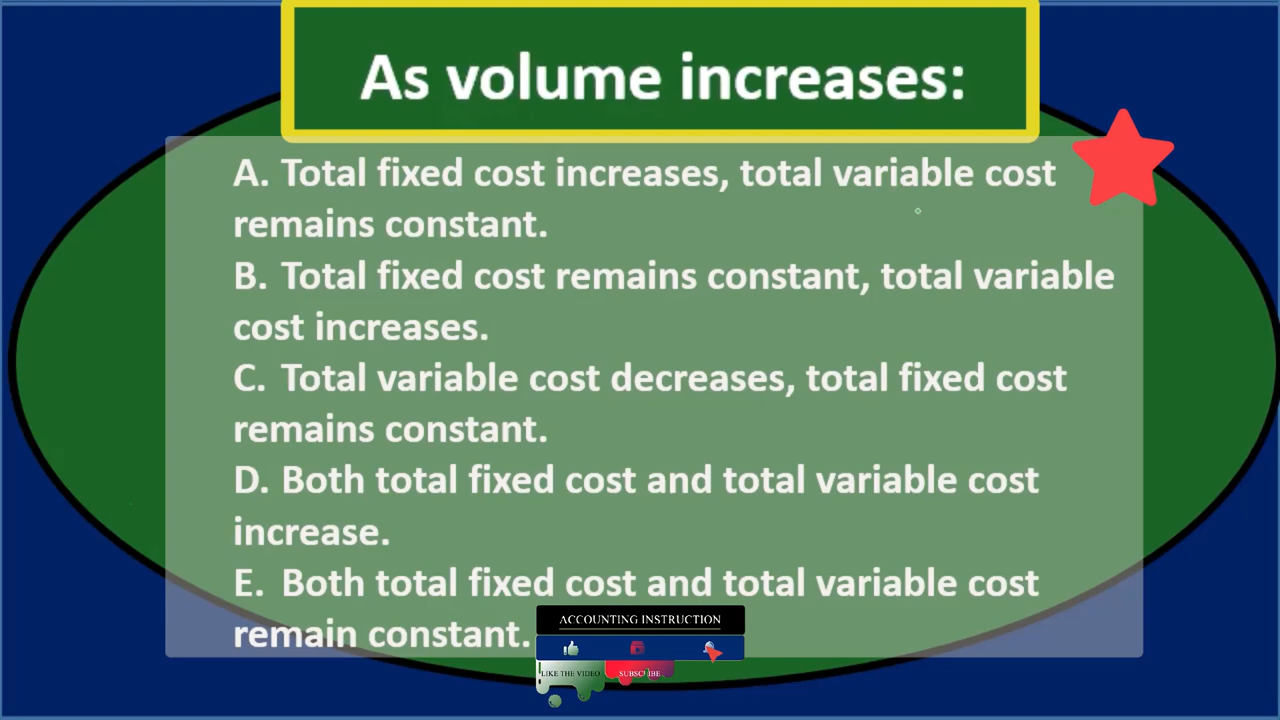 As volume increases:
A. Total fixed cost increases, total variable cost
remains constant.
B. Total fixed cost remains constant, total variable
cost increases.
C. Total variable cost decreases, total fixed cost
remains constant.
D. Both total fixed cost and total variable cost
increase.
E. Both total fixed cost and total variable cost
remain constant.
ACCOUNTING INSTRUCTION
LIKE THE VIDEO SUBSCRIBE